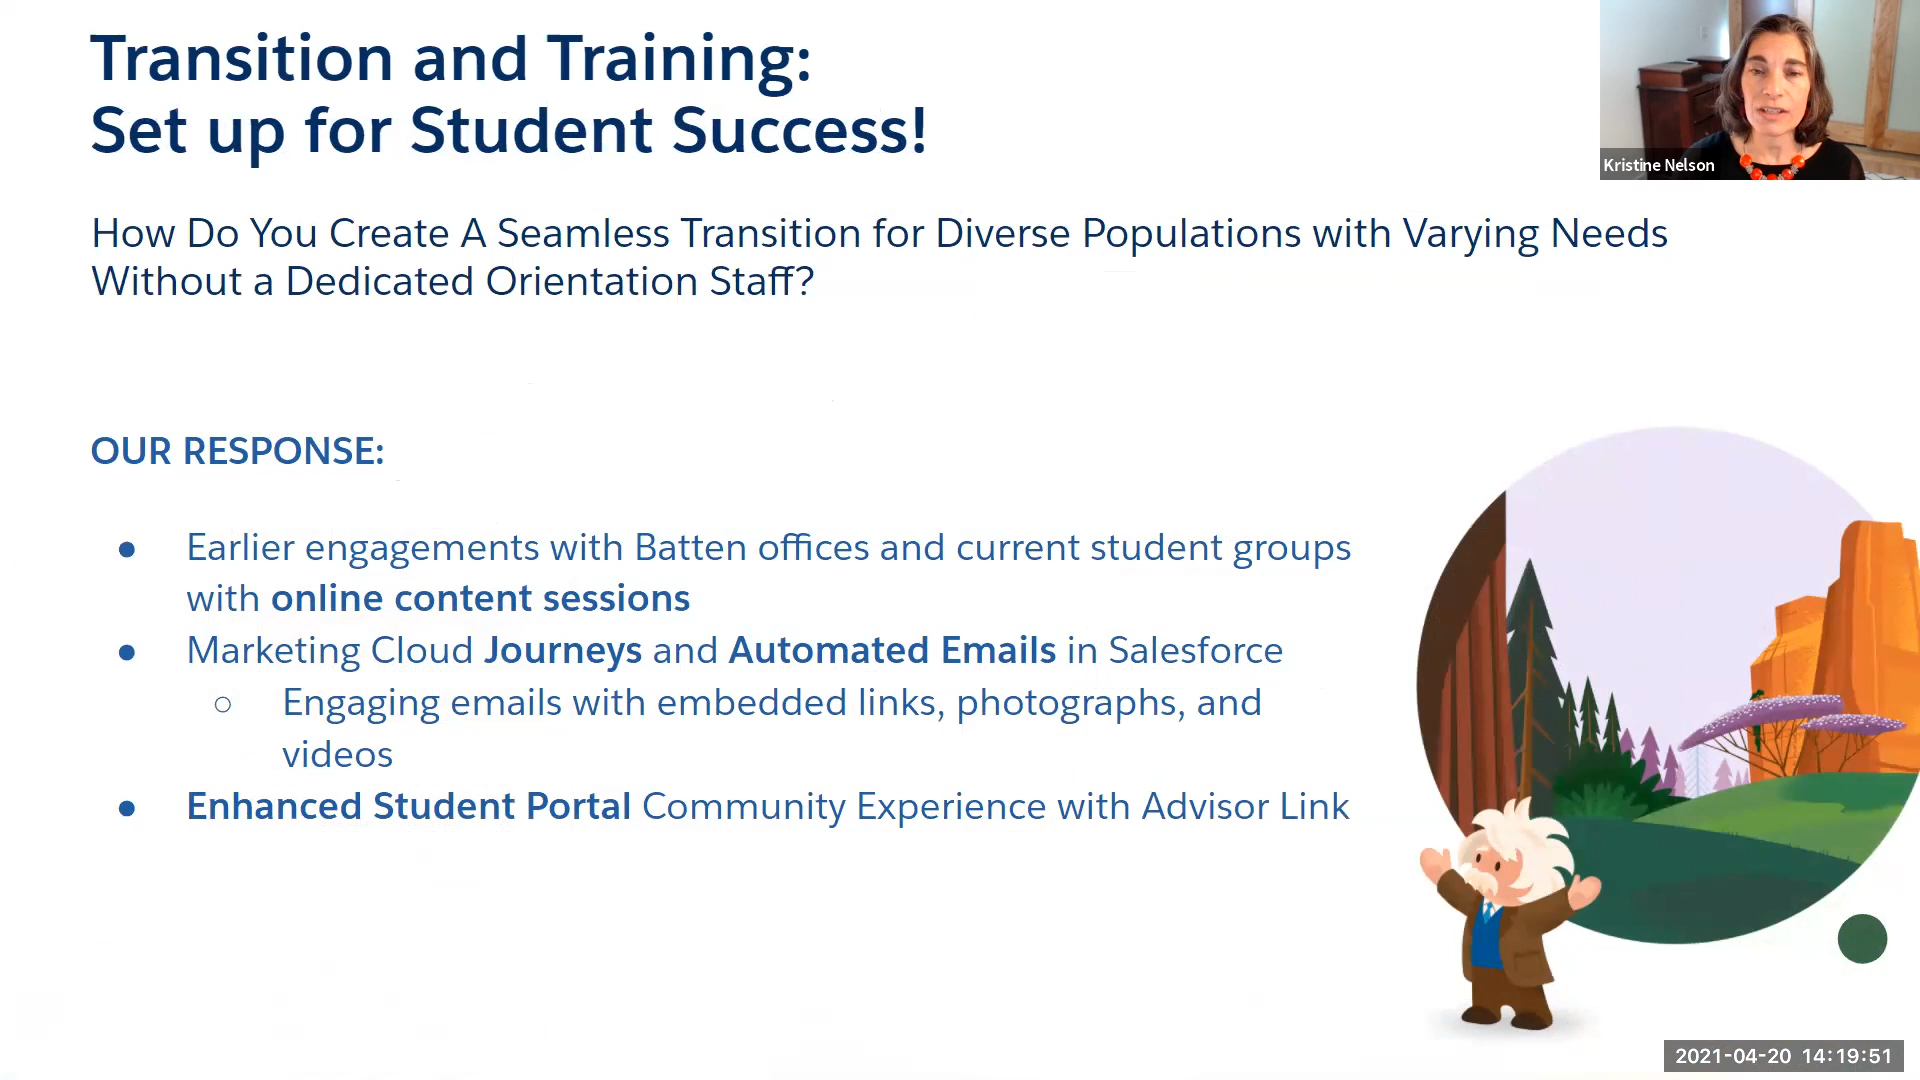 Transition and Training:
Set up for Student Success!
Kristine Nelson
How Do You Create A Seamless Transition for Diverse Populations with Varying Needs
Without a Dedicated Orientation Staff?
OUR RESPONSE:
● Earlier engagements with Batten offices and current student groups
with online content sessions
● Marketing Cloud Journeys and Automated Emails in Salesforce
○ Engaging emails with embedded links, photographs, and
videos
● Enhanced Student Portal Community Experience with Advisor Link
2021-04-20 14:19:51